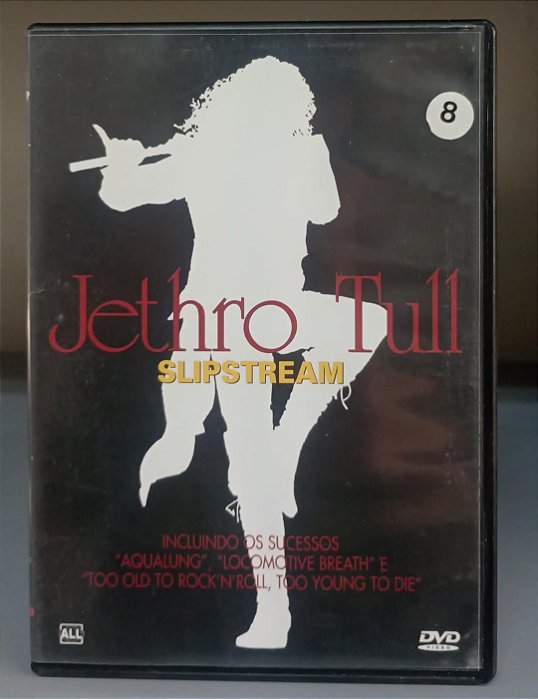 8
Jethro Tull
SLIPSTREAM
INCLUINDO OS SUCESSOS
"AQUALUNG", "LOCOMOTIVE BREATH" E
"TOO OLD TO ROCK'N'ROLL, TOO YOUNG TO DIE"
ALL
DVD
VIDEO